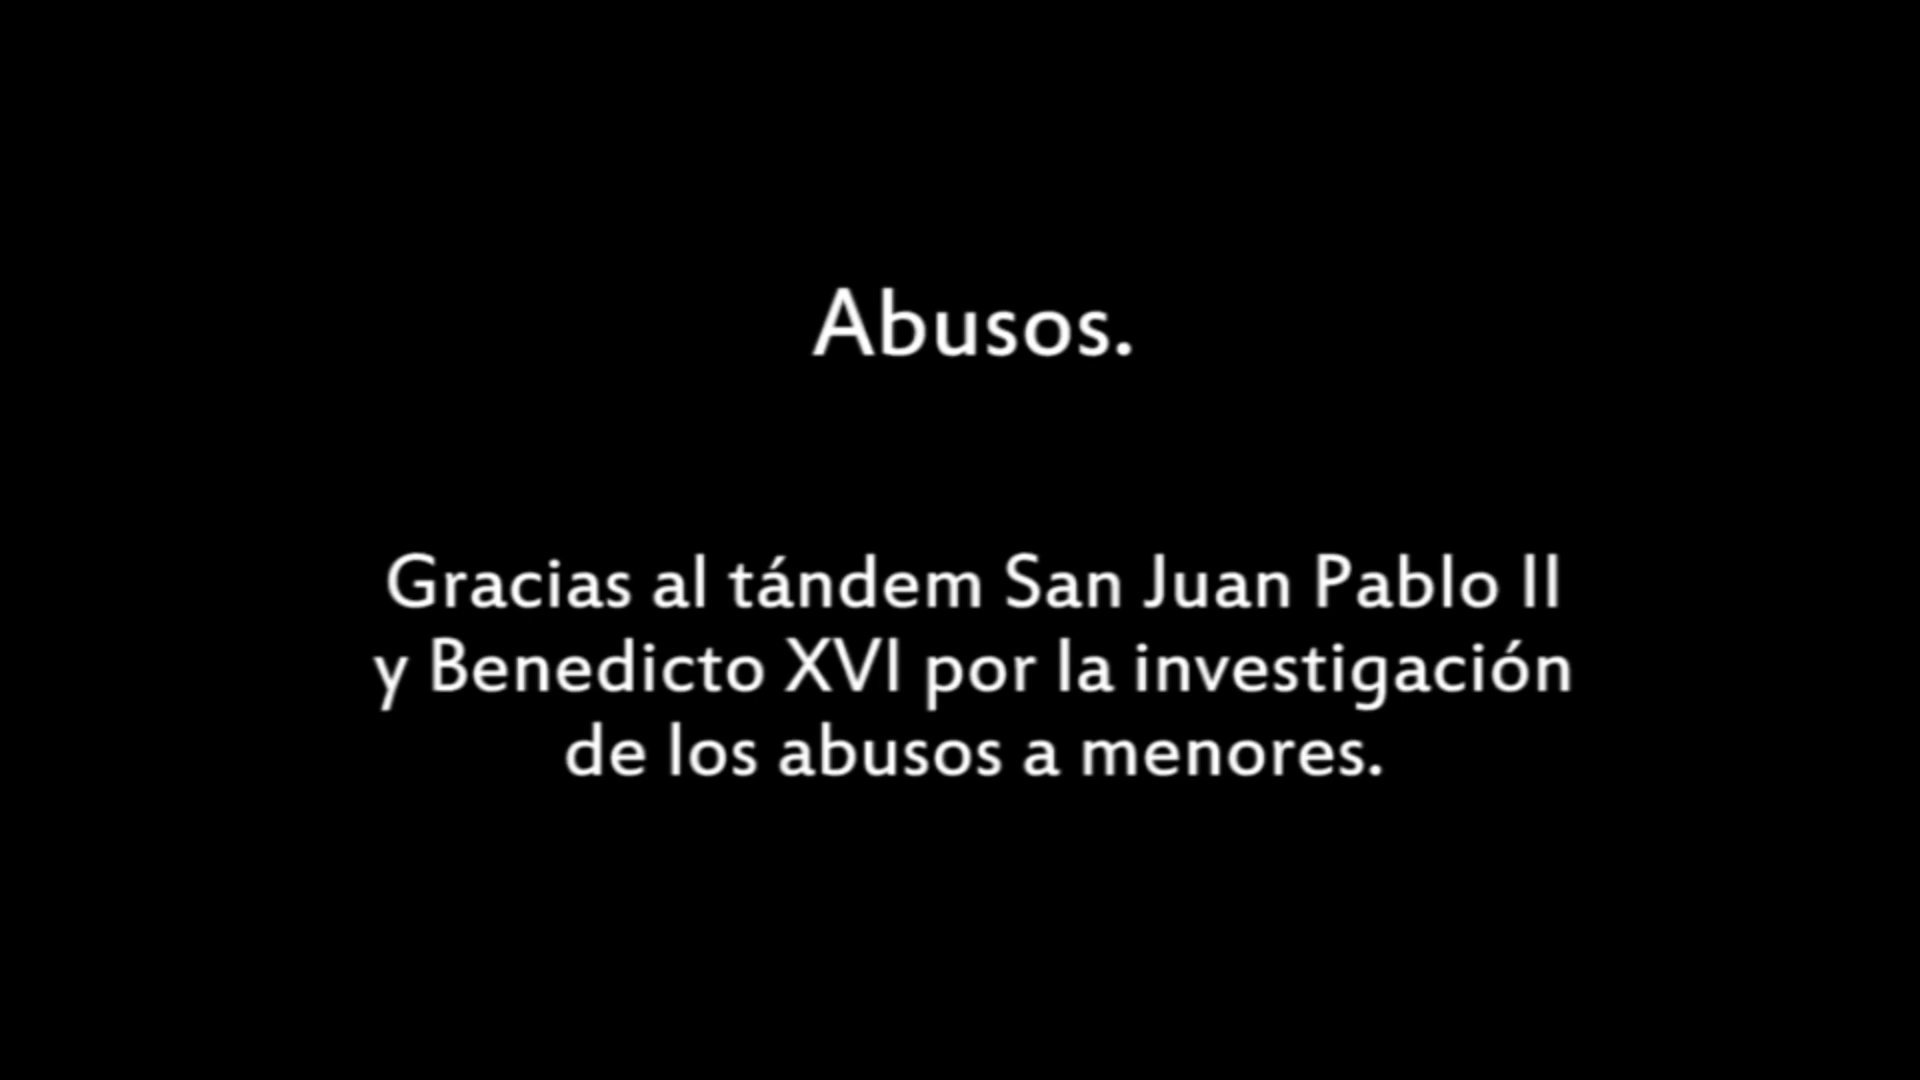 Abusos.
Gracias al tándem San Juan Pablo II
y Benedicto XVI por la investigación
de los abusos a menores.